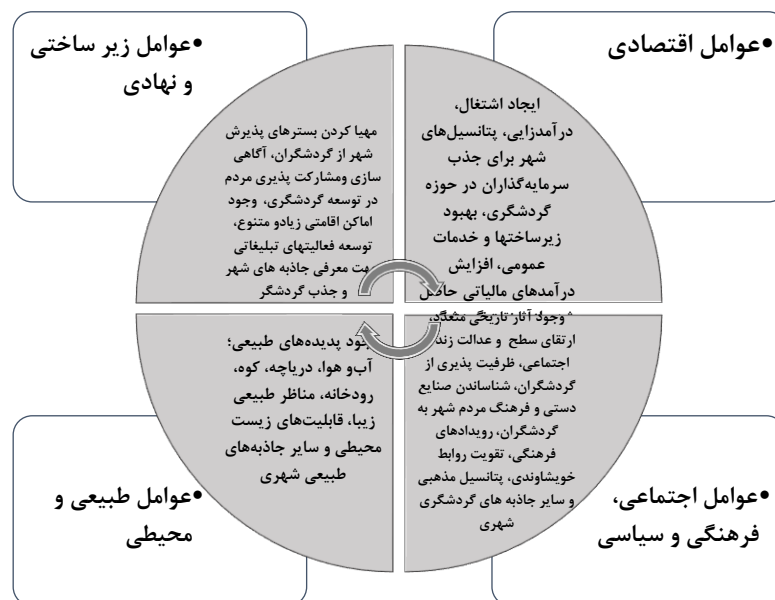 •عوامل اقتصادی
ایجاد اشتغال،
درآمدزایی، پتانسیل‌های
شهر برای جذب
سرمایه‌گذاران در حوزه
گردشگری، بهبود
زیرساختها و خدمات
عمومی، افزایش
درآمدهای مالیاتی حاصل
•عوامل زیر ساختی
و نهادی
مهیا کردن بسترهای پذیرش
شهر از گردشگران، آگاهی
سازی ومشارکت پذیری مردم
در توسعه گردشگری، وجود
اماکن اقامتی زیادو متنوع،
توسعه فعالیتهای تبلیغاتی
معرفی جاذبه های شهر
و جذب گردشگر
•عوامل اجتماعی،
فرهنگی و سیاسی
وجود آثار تاریخی متعدد،
ارتقای سطح و عدالت
اجتماعی، ظرفیت پذیری از
گردشگران، شناساندن صنایع
دستی و فرهنگ مردم شهر به
گردشگران، رویدادهای
فرهنگی، تقویت روابط
خویشاوندی، پتانسیل مذهبی
و سایر جاذبه های گردشگری
شهری
•عوامل طبیعی و
محیطی
پدیده‌های طبیعی؛
آب‌و هوا، دریاچه، کوه،
رودخانه، مناظر طبیعی
زیبا، قابلیت‌های زیست
محیطی و سایر جاذبه‌های
طبیعی شهری